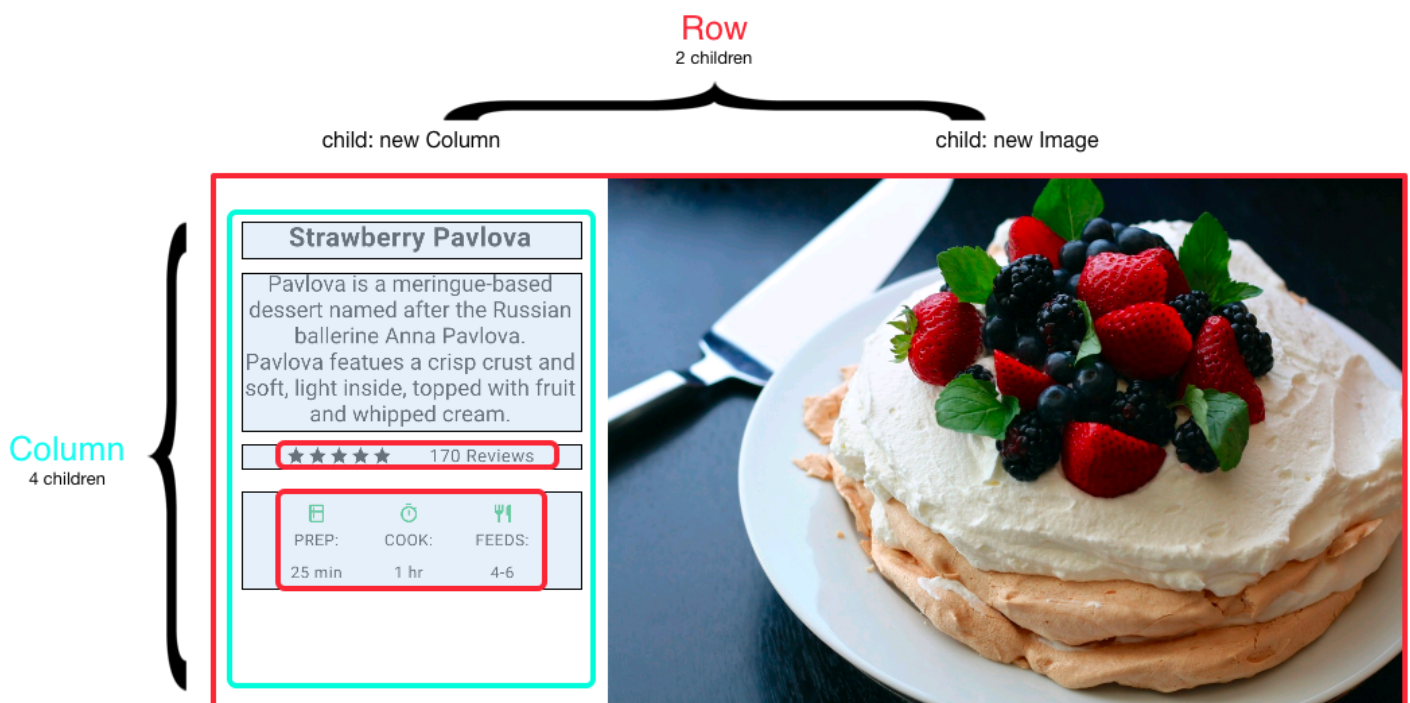 Row
2 children
child: new Column
child: new Image
Column
4 children
Strawberry Pavlova
Pavlova is a meringue-based
dessert named after the Russian
ballerine Anna Pavlova.
Pavlova featues a crisp crust and
soft, light inside, topped with fruit
and whipped cream.
170 Reviews
PREP: COOK: FEEDS:
25 min 1 hr 4-6